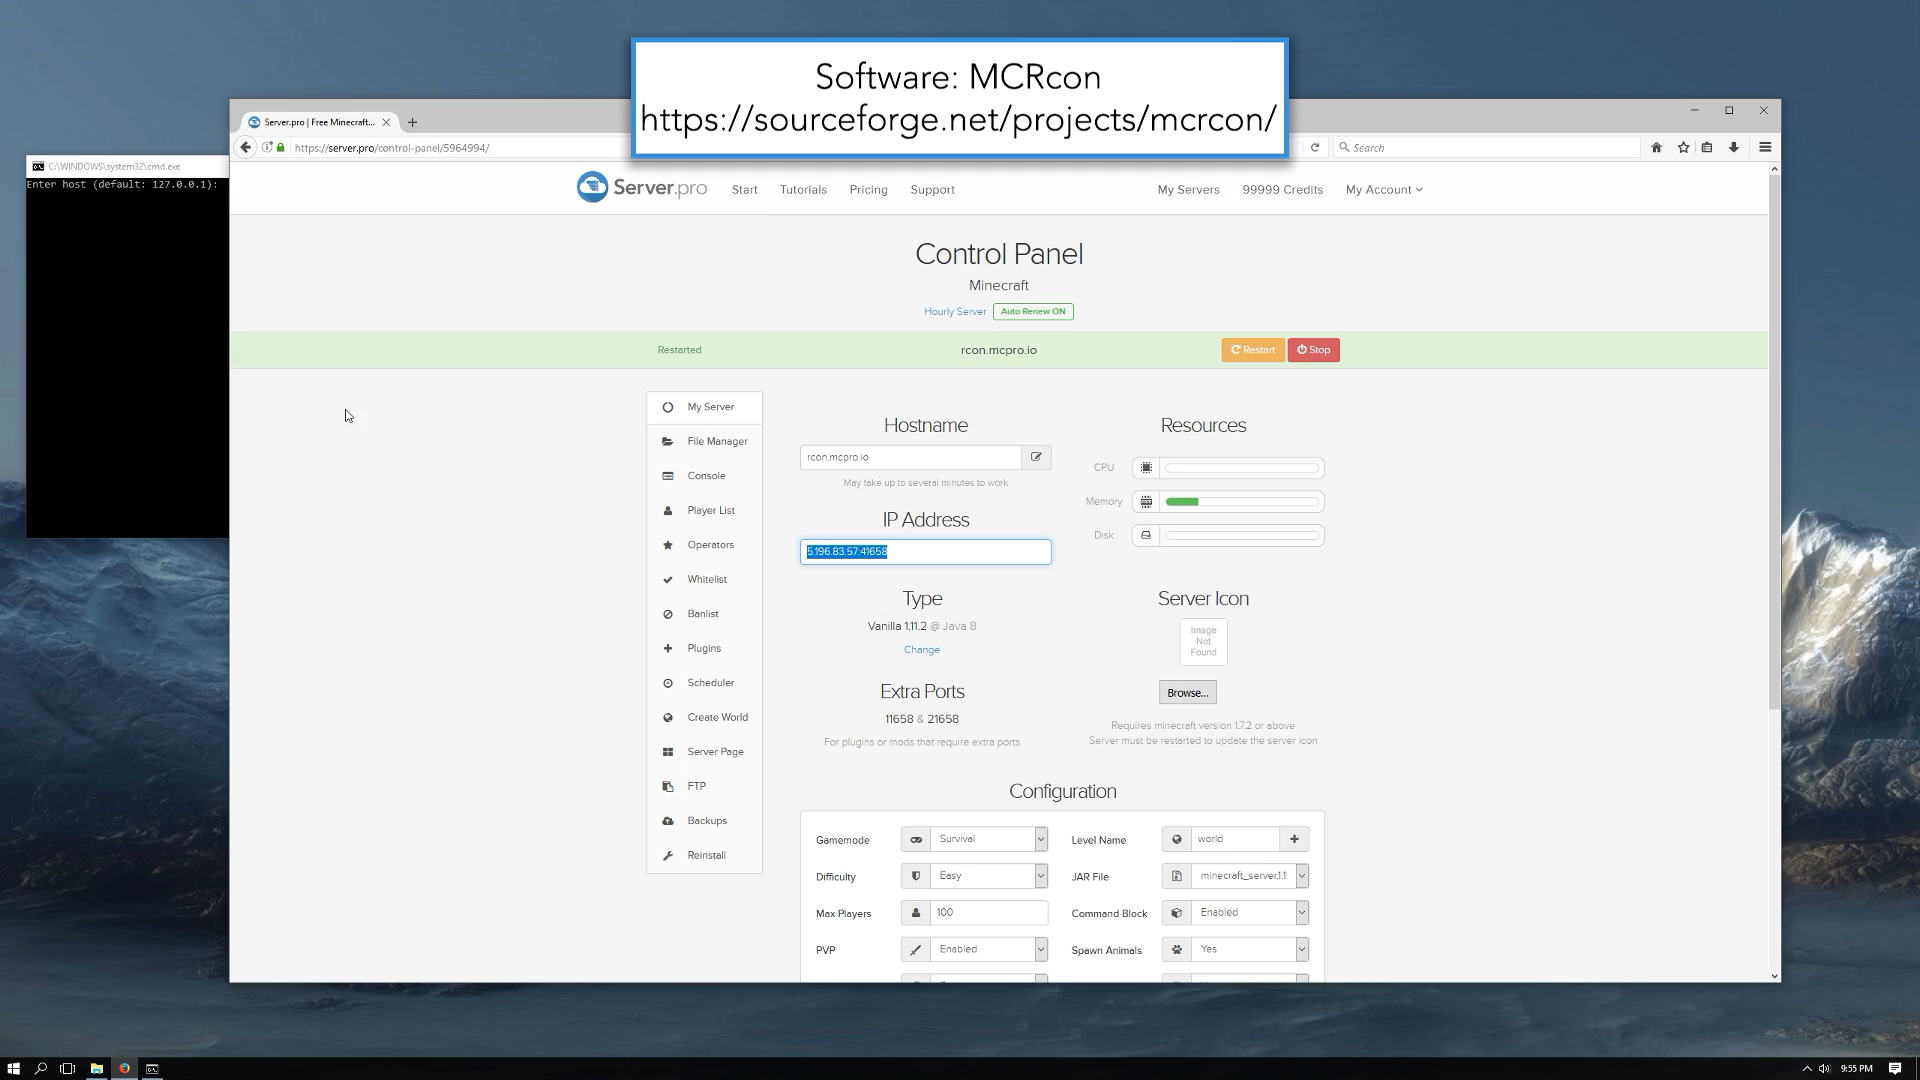 Software: MCRcon
https://sourceforge.net/projects/mcrcon/
Server.pro | Free Minecraft...
https://server.pro/control-panel/5964994/
Search
C:\WINDOWS\system32\cmd.exe
Enter host (default: 127.0.0.1):
Server.pro
Start
Tutorials
Pricing
Support
My Servers
99999 Credits
My Account
Control Panel
Minecraft
Hourly Server
Auto Renew ON
Restarted
rcon.mcpro.io
Restart
Stop
My Server
File Manager
Console
Player List
Operators
Whitelist
Banlist
Plugins
Scheduler
Create World
Server Page
FTP
Backups
Reinstall
Hostname
rcon.mcpro.io
May take up to several minutes to work
IP Address
5.196.83.57:41658
Type
Vanilla 1.11.2 @ Java 8
Change
Extra Ports
11658 & 21658
For plugins or mods that require extra ports
Resources
CPU
Memory
Disk
Server Icon
Image
Not
Found
Browse...
Requires minecraft version 1.7.2 or above
Server must be restarted to update the server icon
Configuration
Gamemode
Survival
Level Name
world
Difficulty
Easy
JAR File
minecraft_server.1.1
Max Players
100
Command Block
Enabled
PVP
Enabled
Spawn Animals
Yes
9:55 PM